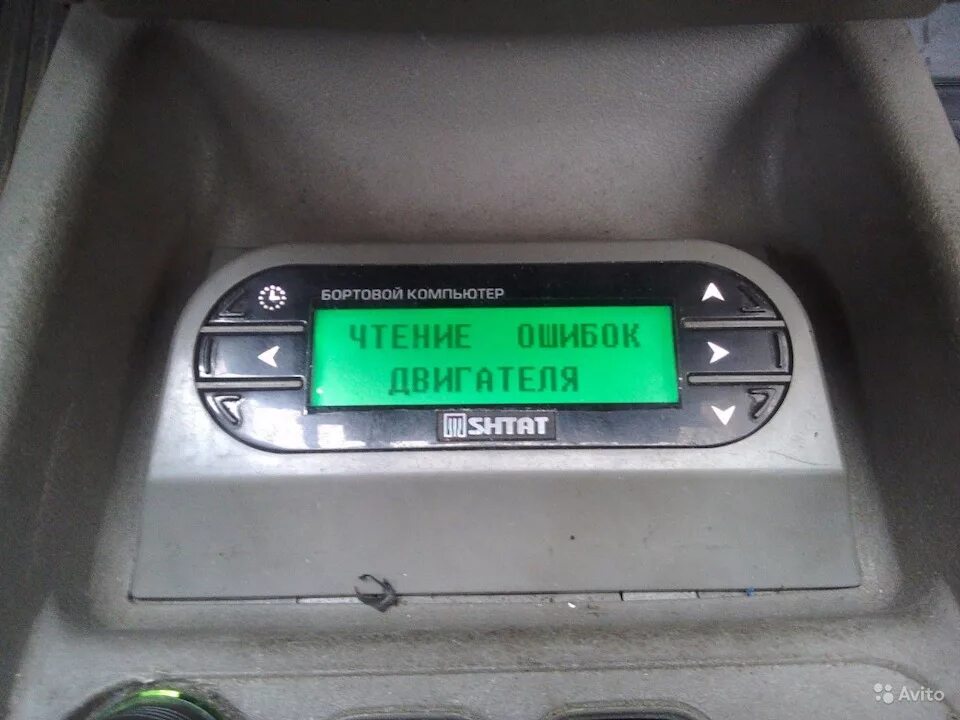 БОРТОВОЙ КОМПЬЮТЕР
ЧТЕНИЕ ОШИБОК
ДВИГАТЕЛЯ
SHTAT
Avito